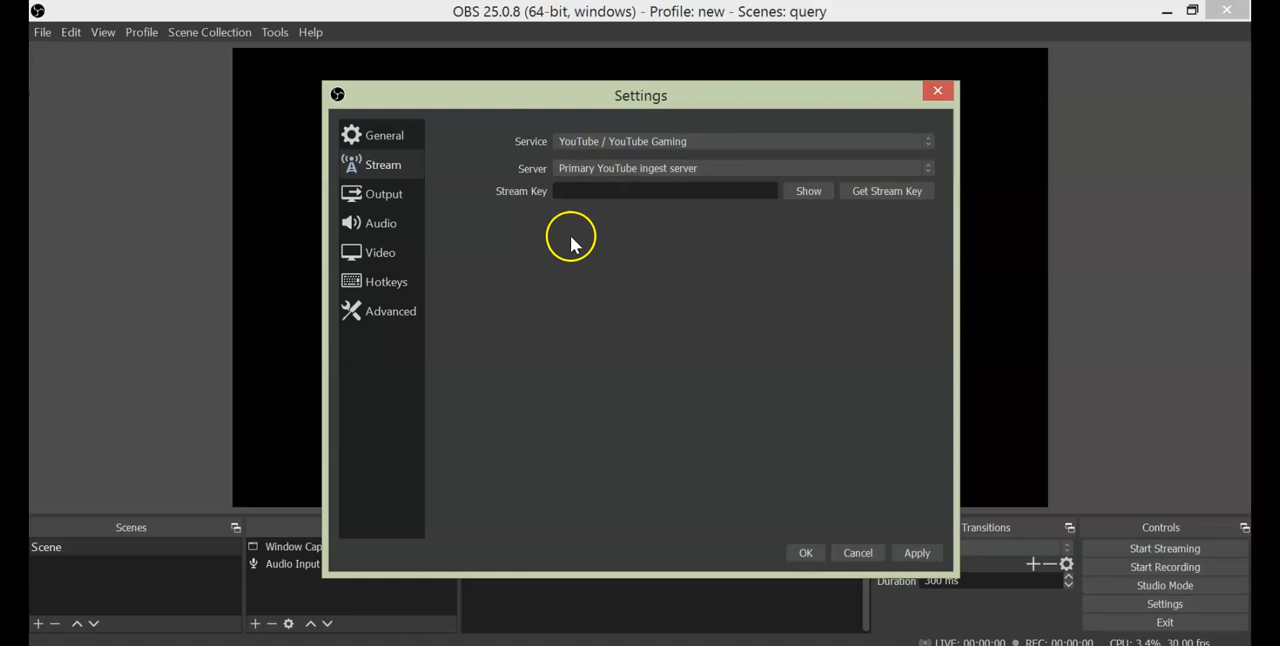 OBS 25.0.8 (64-bit, windows) - Profile: new - Scenes: query
File Edit View Profile Scene Collection Tools Help
Settings
General
Stream
Output
Audio
Video
Hotkeys
Advanced
Service YouTube / YouTube Gaming
Server Primary YouTube ingest server
Stream Key Show Get Stream Key
OK Cancel Apply
Scenes
Scene
Window Cap
Audio Input
Transitions
Duration 300 ms
Controls
Start Streaming
Start Recording
Studio Mode
Settings
Exit
LIVE: 00:00:00 REC: 00:00:00 CPU: 3.4%, 30.00 fps